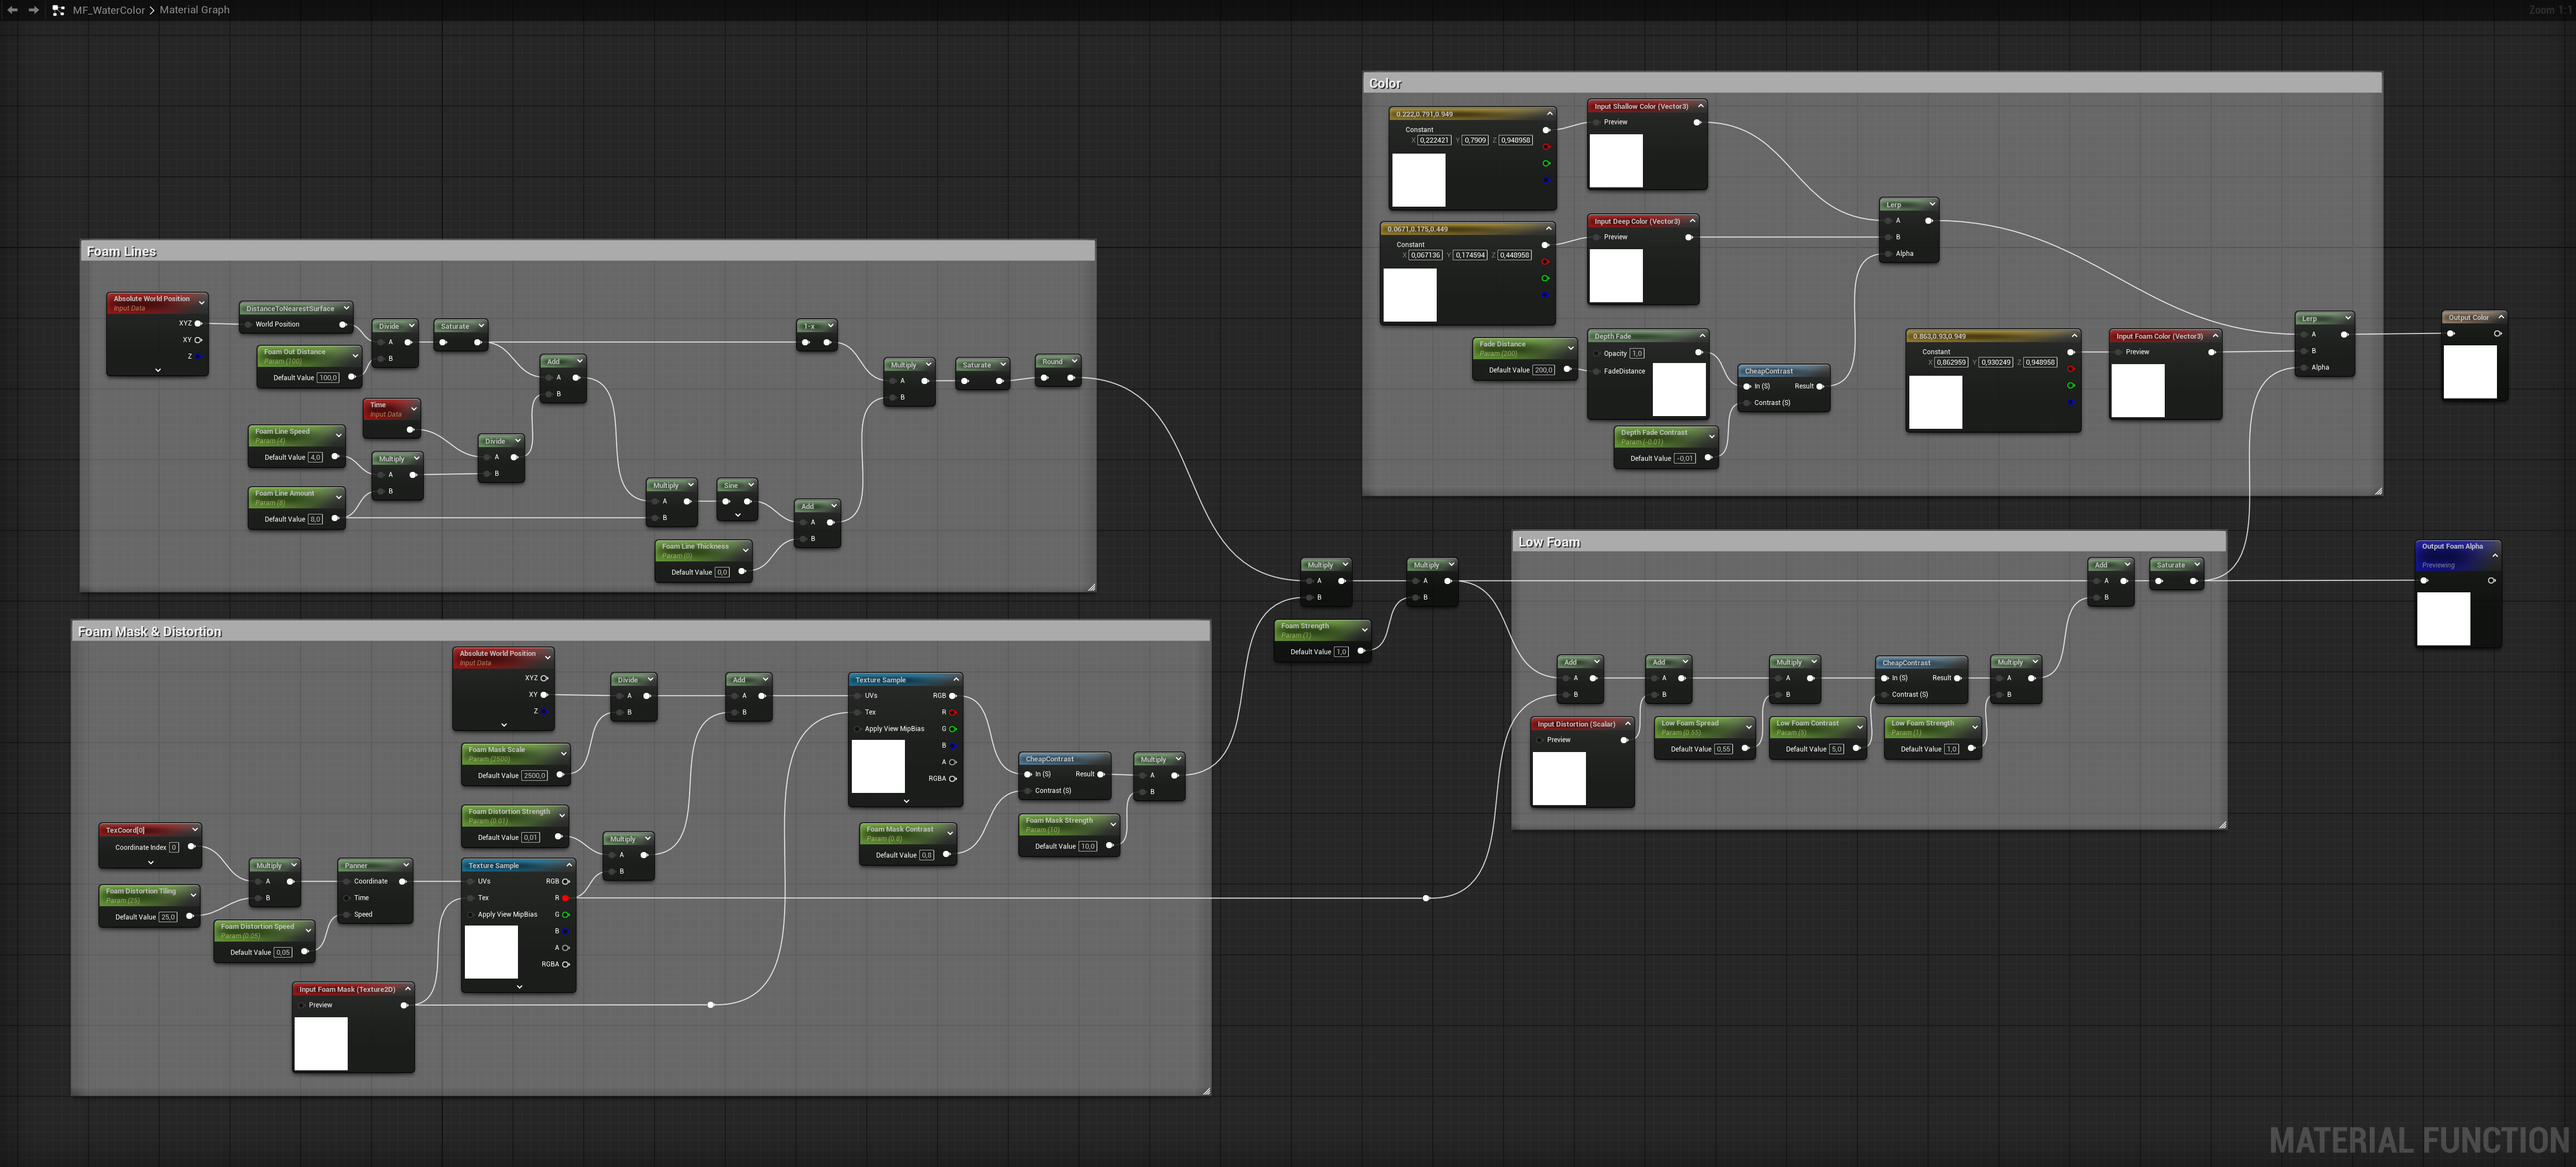 MF_WaterColor > Material Graph
Zoom 1:1
Color
0.222,0.791,0.949
Constant
X 0,222421 Y 0,7909 Z 0,948958
Input Shallow Color (Vector3)
Preview
0.0671,0.175,0.449
Constant
X 0,067136 Y 0,174594 Z 0,448958
Input Deep Color (Vector3)
Preview
Lerp
A
B
Alpha
Fade Distance
Param (200)
Default Value 200,0
Depth Fade
Opacity 1,0
FadeDistance
CheapContrast
In (S) Result
Contrast (S)
Depth Fade Contrast
Param (-0.01)
Default Value -0,01
0.863,0.93,0.949
Constant
X 0,862959 Y 0,930249 Z 0,948958
Input Foam Color (Vector3)
Preview
Lerp
A
B
Alpha
Output Color
Foam Lines
Absolute World Position
Input Data
XYZ
XY
Z
DistanceToNearestSurface
World Position
Foam Out Distance
Param (100)
Default Value 100,0
Divide
A
B
Saturate
Time
Input Data
Foam Line Speed
Param (4)
Default Value 4,0
Foam Line Amount
Param (8)
Default Value 8,0
Multiply
A
B
Divide
A
B
Add
A
B
Multiply
A
B
Sine
Foam Line Thickness
Param (0)
Default Value 0,0
Add
A
B
1-x
Multiply
A
B
Saturate
Round
Foam Mask & Distortion
Absolute World Position
Input Data
XYZ
XY
Z
Foam Mask Scale
Param (2500)
Default Value 2500,0
Divide
A
B
Add
A
B
Foam Distortion Strength
Param (0.01)
Default Value 0,01
Multiply
A
B
TexCoord[0]
Coordinate Index 0
Foam Distortion Tiling
Param (25)
Default Value 25,0
Multiply
A
B
Foam Distortion Speed
Param (0.05)
Default Value 0,05
Panner
Coordinate
Time
Speed
Texture Sample
UVs RGB
Tex R
Apply View MipBias G
B
A
RGBA
Input Foam Mask (Texture2D)
Preview
Texture Sample
UVs RGB
Tex R
Apply View MipBias G
B
A
RGBA
Foam Mask Contrast
Param (0.8)
Default Value 0,8
CheapContrast
In (S) Result
Contrast (S)
Foam Mask Strength
Param (10)
Default Value 10,0
Multiply
A
B
Multiply
A
B
Foam Strength
Param (1)
Default Value 1,0
Multiply
A
B
Low Foam
Add
A
B
Input Distortion (Scalar)
Preview
Add
A
B
Low Foam Spread
Param (0.55)
Default Value 0,55
Multiply
A
B
Low Foam Contrast
Param (5)
Default Value 5,0
CheapContrast
In (S) Result
Contrast (S)
Low Foam Strength
Param (1)
Default Value 1,0
Multiply
A
B
Add
A
B
Saturate
Output Foam Alpha
Previewing
MATERIAL FUNCTION